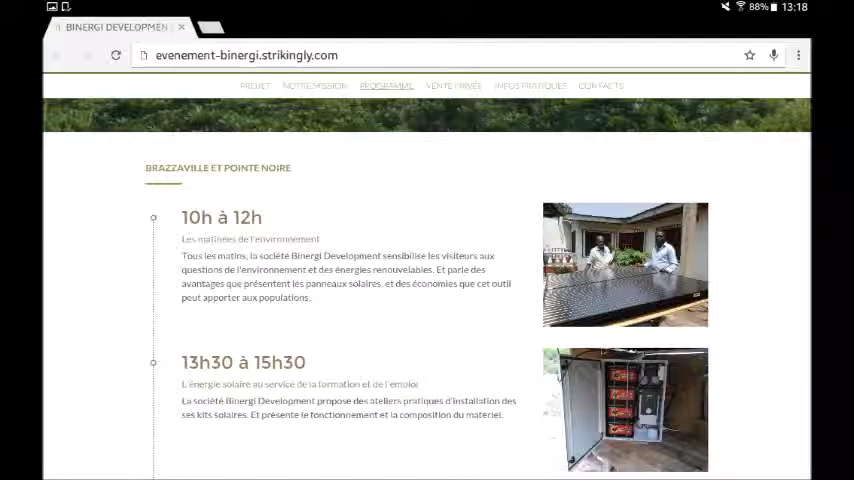 88% 13:18
BINERGI DEVELOPMEN
evenement-binergi.strikingly.com
PROJET NOTRE MISSION PROGRAMME VENTE PRIVÉE INFOS PRATIQUES CONTACTS
BRAZZAVILLE ET POINTE NOIRE
10h à 12h
Les matinées de l'environnement
Tous les matins, la société Binergi Development sensibilise les visiteurs aux
questions de l'environnement et des énergies renouvelables. Et parle des
avantages que présentent les panneaux solaires, et des économies que cet outil
peut apporter aux populations.
13h30 à 15h30
L'énergie solaire au service de la formation et de l'emploi
La société Binergi Development propose des ateliers pratiques d'installation des
ses kits solaires. Et présente le fonctionnement et la composition du matériel.